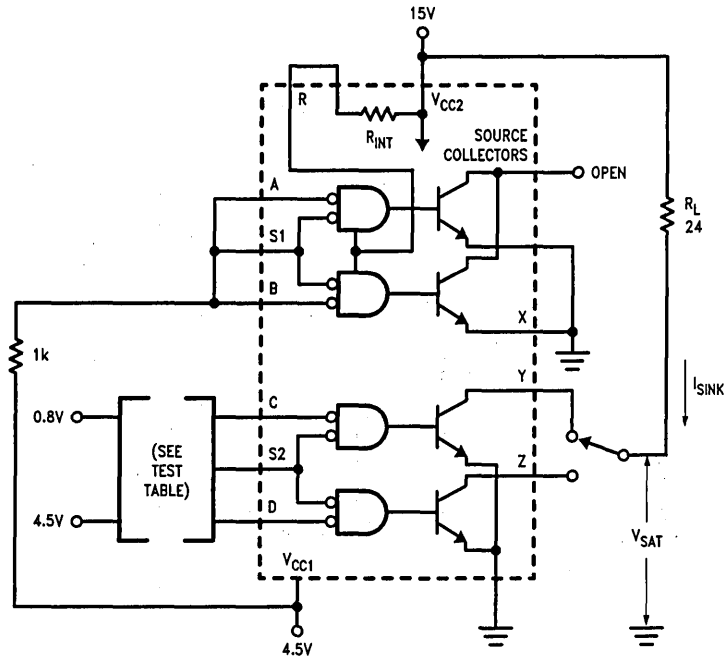 15V
R
V_CC2
R_INT
SOURCE
COLLECTORS
OPEN
A
R_L
24
S1
B
X
1k
Y
I_SINK
0.8V
C
(SEE
TEST
TABLE)
S2
Z
4.5V
D
V_SAT
V_CC1
4.5V